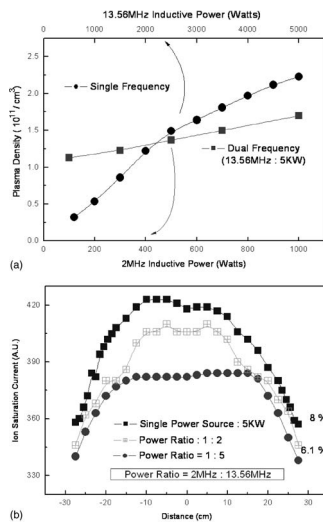 13.56MHz Inductive Power (Watts)
0 1000 2000 3000 4000 5000
Plasma Density ( 10¹¹/ cm³)
2.5
2.0
1.5
1.0
0.5
0.0
Single Frequency
Dual Frequency
(13.56MHz : 5KW)
0 200 400 600 800 1000
2MHz Inductive Power (Watts)
(a)
Ion Saturation Current (A.U.)
420
390
360
330
8 %
6.1 %
Single Power Source : 5KW
Power Ratio : 1 : 2
Power Ratio = 1 : 5
Power Ratio = 2MHz : 13.56MHz
-30 -20 -10 0 10 20 30
Distance (cm)
(b)